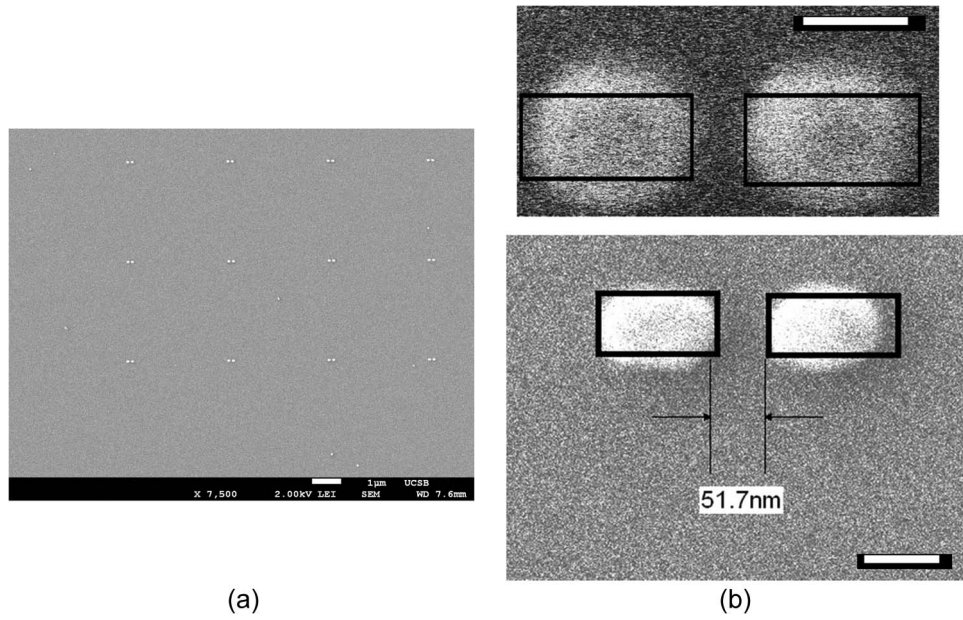 1μm UCSB
X 7,500 2.00kV LEI SEM WD 7.6mm
51.7nm
(a)
(b)